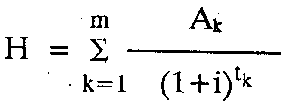 H = Σ_{k=1}^{m} A_k / (1+i)^{t_k}